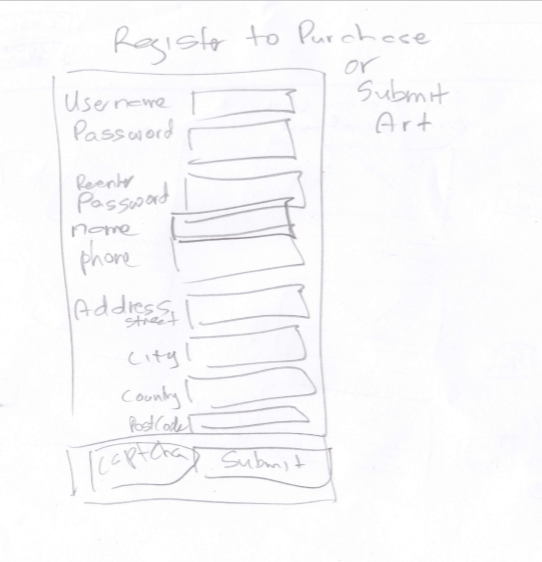 Register to Purchase
or
Submit
Art
Username
Password
Reenter
Password
name
phone
Address
street
City
County
PostCode
Captcha
Submit